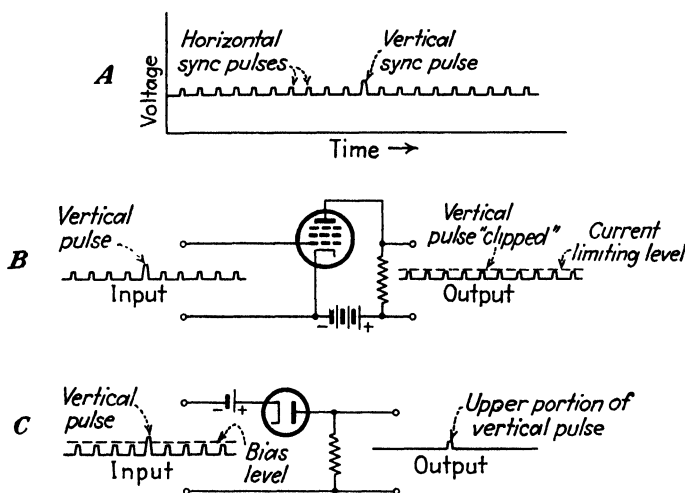 A
Voltage
Horizontal
sync pulses
Vertical
sync pulse
Time
B
Vertical
pulse
Input
- +
Vertical
pulse "clipped"
Current
limiting level
Output
C
Vertical
pulse
Input
Bias
level
- +
Upper portion of
vertical pulse
Output